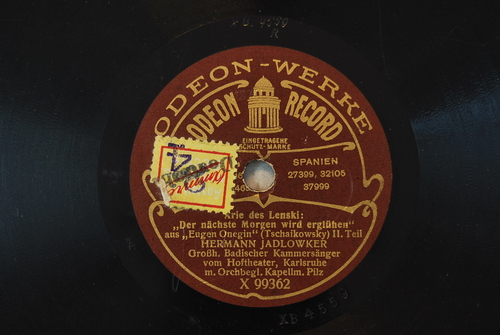 ODEON-WERKE
ODEON RECORD
EINGETRAGENE
SCHUTZ-MARKE
SPANIEN
27399, 32105
37999
Arie des Lenski:
„Der nächste Morgen wird erglühen"
aus „Eugen Onegin" (Tschaikowsky) II. Teil
HERMANN JADLOWKER
Großh. Badischer Kammersänger
vom Hoftheater, Karlsruhe
m. Orchbegl. Kapellm. Pilz
X 99362